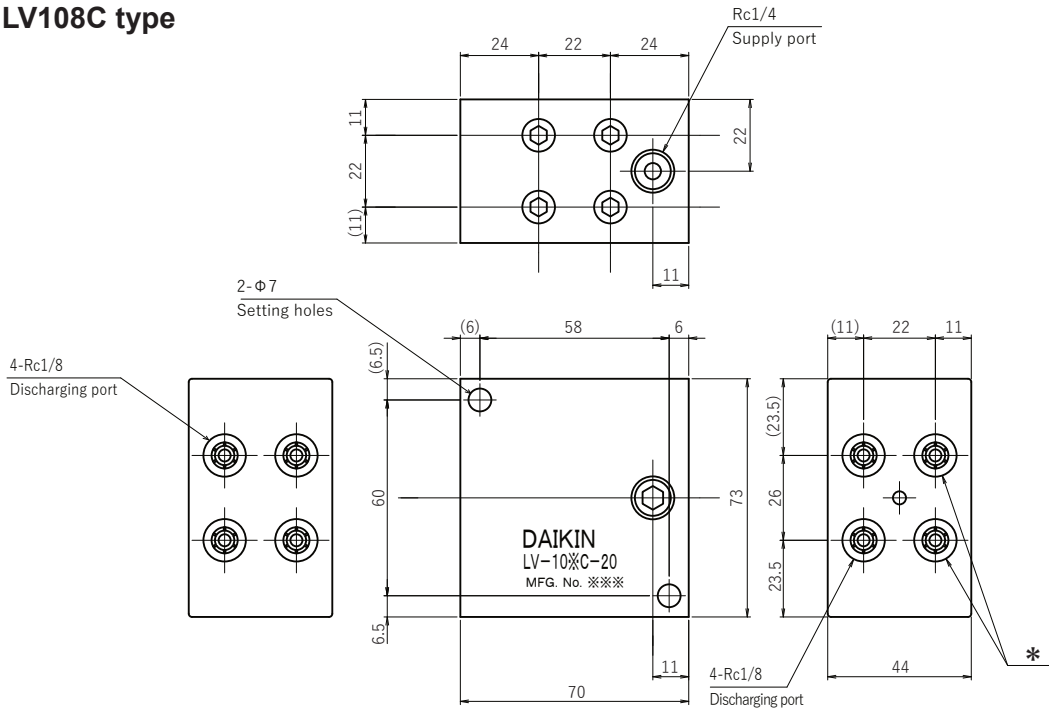 LV108C type
Rc1/4
Supply port
24
22
24
11
22
(11)
22
11
2-Φ7
Setting holes
(6)
58
6
(6.5)
60
6.5
73
11
70
DAIKIN
LV-10※C-20
MFG. No. ※※※
4-Rc1/8
Discharging port
(11)
22
11
(23.5)
26
23.5
44
4-Rc1/8
Discharging port
*